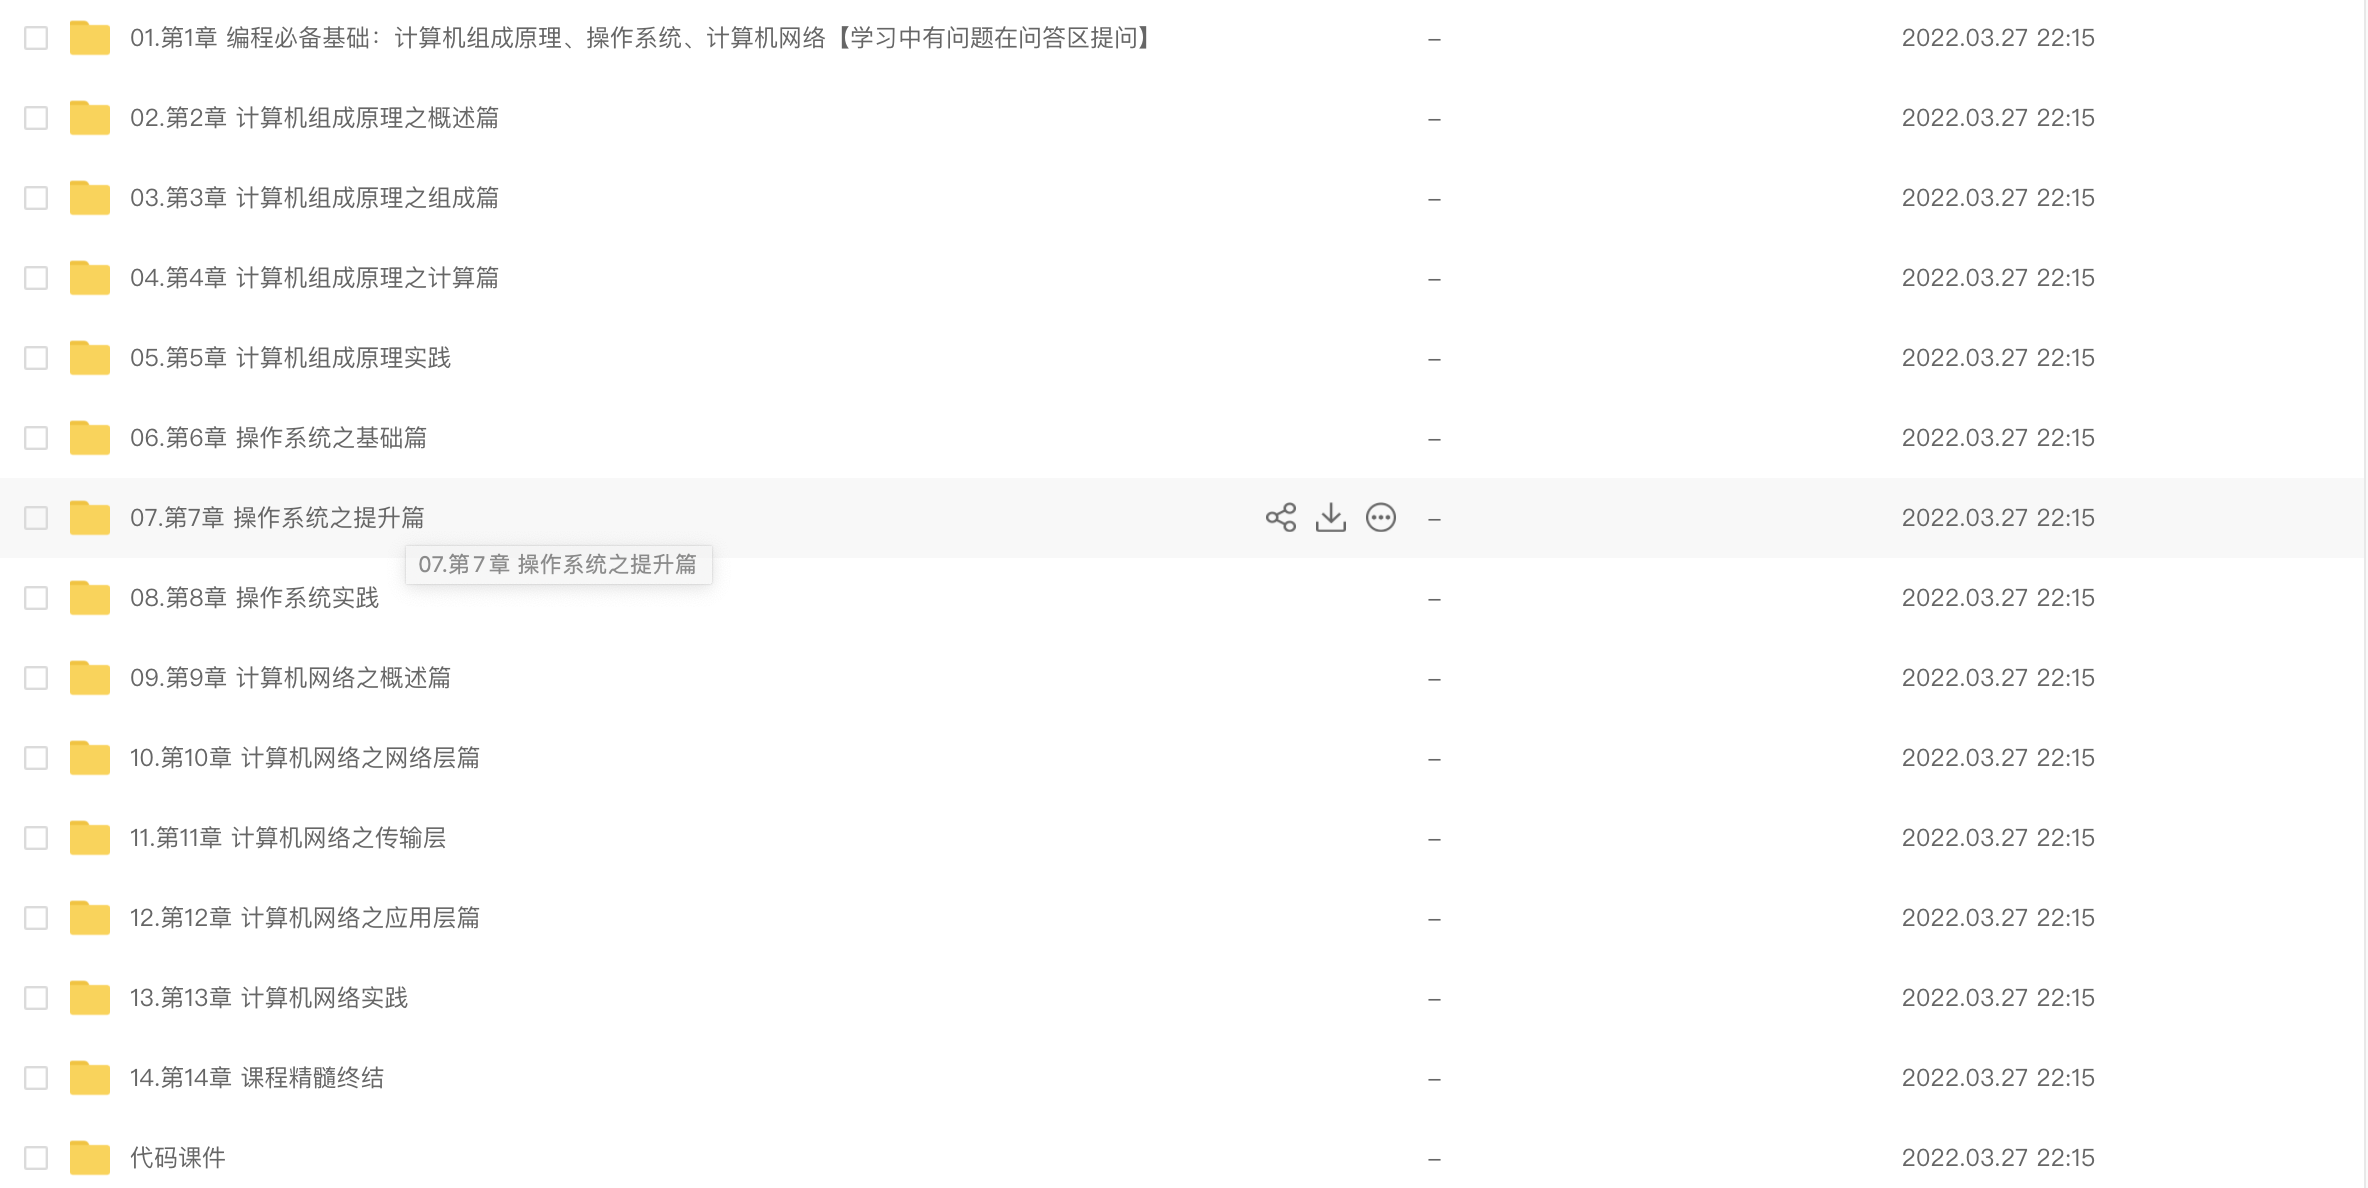 01.第1章 编程必备基础：计算机组成原理、操作系统、计算机网络【学习中有问题在问答区提问】 – 2022.03.27 22:15
02.第2章 计算机组成原理之概述篇 – 2022.03.27 22:15
03.第3章 计算机组成原理之组成篇 – 2022.03.27 22:15
04.第4章 计算机组成原理之计算篇 – 2022.03.27 22:15
05.第5章 计算机组成原理实践 – 2022.03.27 22:15
06.第6章 操作系统之基础篇 – 2022.03.27 22:15
07.第7章 操作系统之提升篇 – 2022.03.27 22:15
07.第7章 操作系统之提升篇
08.第8章 操作系统实践 – 2022.03.27 22:15
09.第9章 计算机网络之概述篇 – 2022.03.27 22:15
10.第10章 计算机网络之网络层篇 – 2022.03.27 22:15
11.第11章 计算机网络之传输层 – 2022.03.27 22:15
12.第12章 计算机网络之应用层篇 – 2022.03.27 22:15
13.第13章 计算机网络实践 – 2022.03.27 22:15
14.第14章 课程精髓终结 – 2022.03.27 22:15
代码课件 – 2022.03.27 22:15